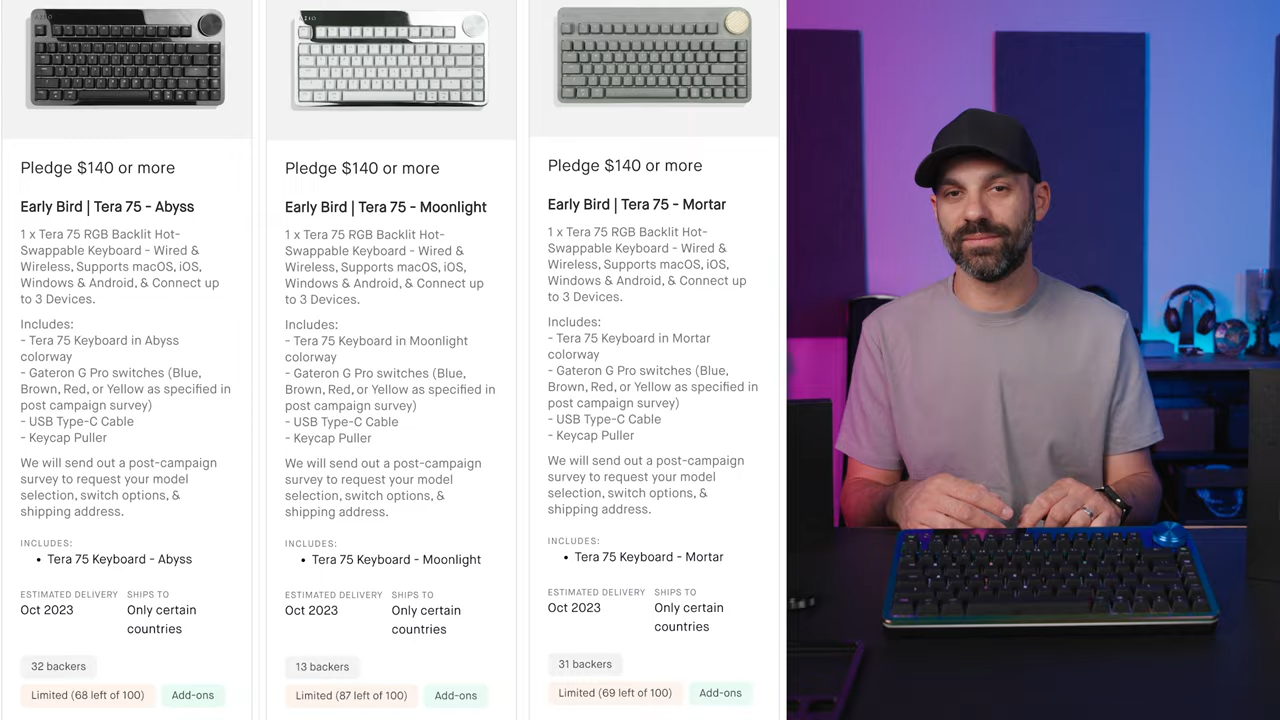 AZIO
Pledge $140 or more
Early Bird | Tera 75 - Abyss
1 x Tera 75 RGB Backlit Hot-
Swappable Keyboard - Wired &
Wireless, Supports macOS, iOS,
Windows & Android, & Connect up
to 3 Devices.
Includes:
- Tera 75 Keyboard in Abyss
colorway
- Gateron G Pro switches (Blue,
Brown, Red, or Yellow as specified in
post campaign survey)
- USB Type-C Cable
- Keycap Puller
We will send out a post-campaign
survey to request your model
selection, switch options, &
shipping address.
INCLUDES:
• Tera 75 Keyboard - Abyss
ESTIMATED DELIVERY
Oct 2023
SHIPS TO
Only certain
countries
32 backers
Limited (68 left of 100)
Add-ons
AZIO
Pledge $140 or more
Early Bird | Tera 75 - Moonlight
1 x Tera 75 RGB Backlit Hot-
Swappable Keyboard - Wired &
Wireless, Supports macOS, iOS,
Windows & Android, & Connect up
to 3 Devices.
Includes:
- Tera 75 Keyboard in Moonlight
colorway
- Gateron G Pro switches (Blue,
Brown, Red, or Yellow as specified in
post campaign survey)
- USB Type-C Cable
- Keycap Puller
We will send out a post-campaign
survey to request your model
selection, switch options, &
shipping address.
INCLUDES:
• Tera 75 Keyboard - Moonlight
ESTIMATED DELIVERY
Oct 2023
SHIPS TO
Only certain
countries
13 backers
Limited (87 left of 100)
Add-ons
AZIO
Pledge $140 or more
Early Bird | Tera 75 - Mortar
1 x Tera 75 RGB Backlit Hot-
Swappable Keyboard - Wired &
Wireless, Supports macOS, iOS,
Windows & Android, & Connect up
to 3 Devices.
Includes:
- Tera 75 Keyboard in Mortar
colorway
- Gateron G Pro switches (Blue,
Brown, Red, or Yellow as specified in
post campaign survey)
- USB Type-C Cable
- Keycap Puller
We will send out a post-campaign
survey to request your model
selection, switch options, &
shipping address.
INCLUDES:
• Tera 75 Keyboard - Mortar
ESTIMATED DELIVERY
Oct 2023
SHIPS TO
Only certain
countries
31 backers
Limited (69 left of 100)
Add-ons